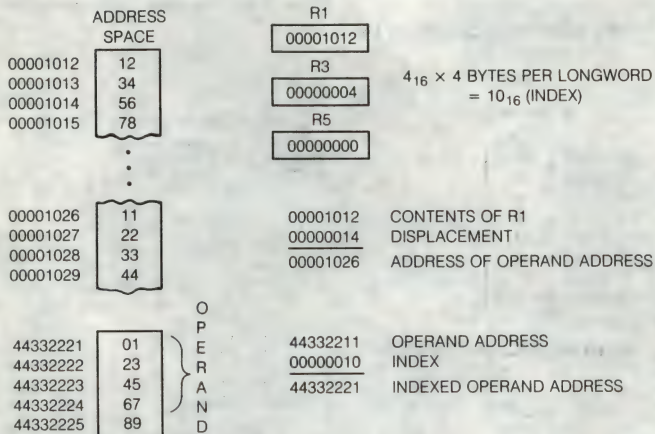 ADDRESS
SPACE
00001012 12
00001013 34
00001014 56
00001015 78
R1
00001012
R3
00000004
R5
00000000
4₁₆ × 4 BYTES PER LONGWORD
= 10₁₆ (INDEX)
00001026 11
00001027 22
00001028 33
00001029 44
00001012 CONTENTS OF R1
00000014 DISPLACEMENT
00001026 ADDRESS OF OPERAND ADDRESS
44332221 01
44332222 23
44332223 45
44332224 67
44332225 89
OPERAND
44332211 OPERAND ADDRESS
00000010 INDEX
44332221 INDEXED OPERAND ADDRESS